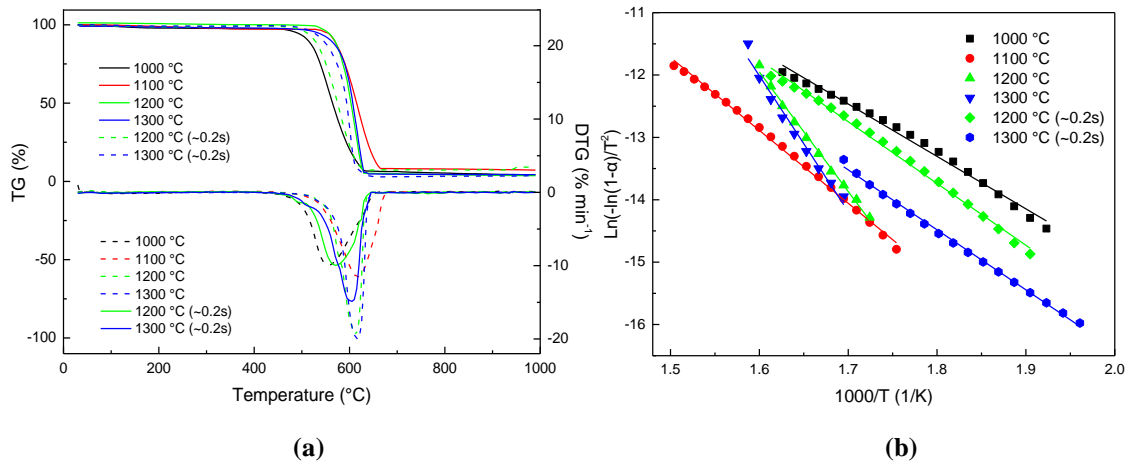 100
50
0
-50
-100
TG (%)
1000 °C
1100 °C
1200 °C
1300 °C
1200 °C (~0.2s)
1300 °C (~0.2s)
1000 °C
1100 °C
1200 °C
1300 °C
1200 °C (~0.2s)
1300 °C (~0.2s)
20
10
0
-10
-20
DTG (% min⁻¹)
0 200 400 600 800 1000
Temperature (°C)
(a)
-11
-12
-13
-14
-15
-16
Ln(-ln(1-α)/T²)
1000 °C
1100 °C
1200 °C
1300 °C
1200 °C (~0.2s)
1300 °C (~0.2s)
1.5 1.6 1.7 1.8 1.9 2.0
1000/T (1/K)
(b)